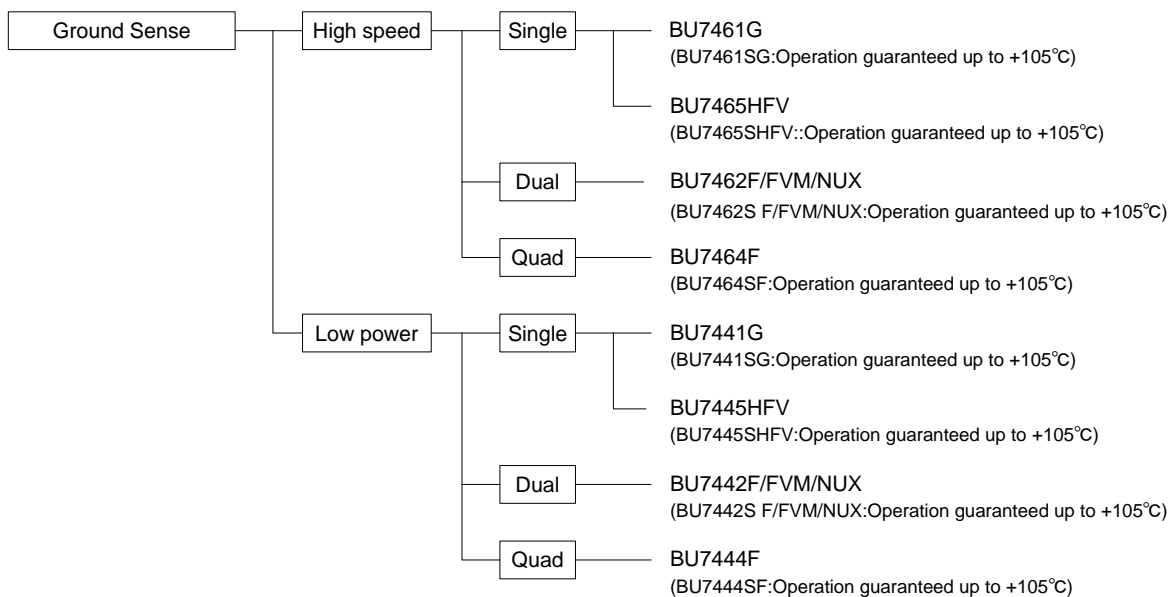 Ground Sense
High speed
Single
BU7461G
(BU7461SG:Operation guaranteed up to +105℃)
BU7465HFV
(BU7465SHFV::Operation guaranteed up to +105℃)
Dual
BU7462F/FVM/NUX
(BU7462S F/FVM/NUX:Operation guaranteed up to +105℃)
Quad
BU7464F
(BU7464SF:Operation guaranteed up to +105℃)
Low power
Single
BU7441G
(BU7441SG:Operation guaranteed up to +105℃)
BU7445HFV
(BU7445SHFV:Operation guaranteed up to +105℃)
Dual
BU7442F/FVM/NUX
(BU7442S F/FVM/NUX:Operation guaranteed up to +105℃)
Quad
BU7444F
(BU7444SF:Operation guaranteed up to +105℃)